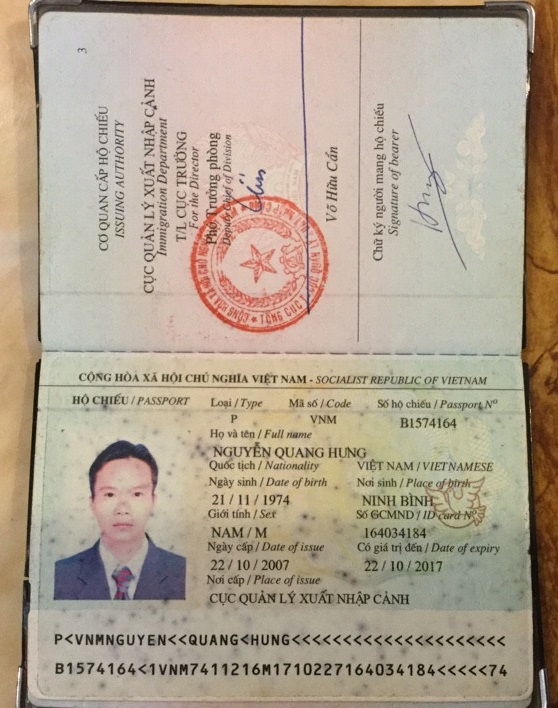 3
CƠ QUAN CẤP HỘ CHIẾU
ISSUING AUTHORITY
CỤC QUẢN LÝ XUẤT NHẬP CẢNH
Immigration Department
T/L CỤC TRƯỞNG
For the Director
Phó Trưởng phòng
Deputy Chief of Division
Võ Hữu Cán
Chữ ký người mang hộ chiếu
Signature of bearer
CỘNG HÒA XÃ HỘI CHỦ NGHĨA VIỆT NAM - SOCIALIST REPUBLIC OF VIETNAM
HỘ CHIẾU / PASSPORT Loại / Type Mã số / Code Số hộ chiếu / Passport Nº
P VNM B1574164
Họ và tên / Full name
NGUYỄN QUANG HƯNG
Quốc tịch / Nationality VIỆT NAM / VIETNAMESE
Ngày sinh / Date of birth Nơi sinh / Place of birth
21 / 11 / 1974 NINH BÌNH
Giới tính / Sex Số GCMND / ID card Nº
NAM / M 164034184
Ngày cấp / Date of issue Có giá trị đến / Date of expiry
22 / 10 / 2007 22 / 10 / 2017
Nơi cấp / Place of issue
CỤC QUẢN LÝ XUẤT NHẬP CẢNH
P<VNMNGUYEN<<QUANG<HUNG<<<<<<<<<<<<<<<<<<<<<
B1574164<1VNM7411216M1710227164034184<<<<<74